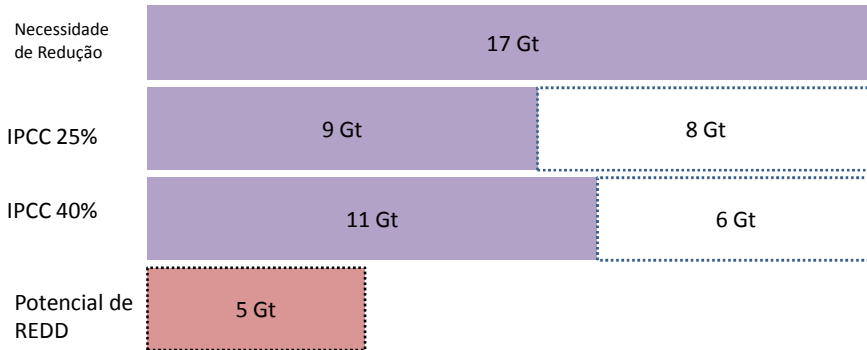 Necessidade
de Redução
17 Gt
IPCC 25%
9 Gt
8 Gt
IPCC 40%
11 Gt
6 Gt
Potencial de
REDD
5 Gt